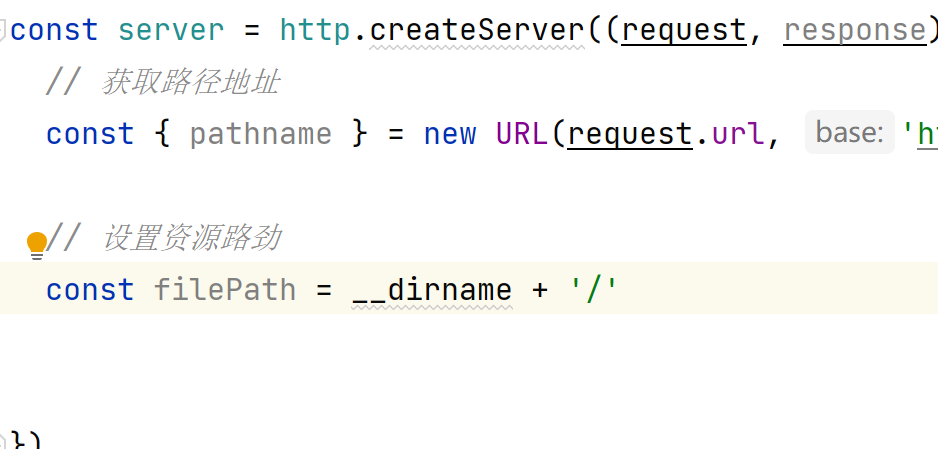 const server = http.createServer((request, response)
// 获取路径地址
const { pathname } = new URL(request.url, base: 'h
// 设置资源路劲
const filePath = __dirname + '/'
})